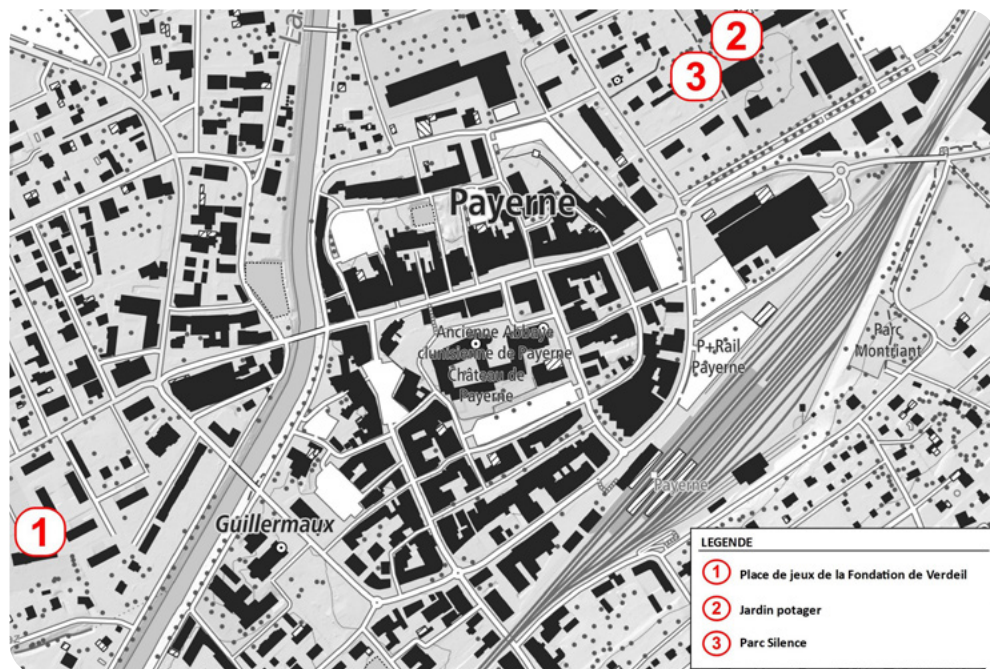 2
3
Payerne
Ancienne Abbaye
clunisienne de Payerne
Château de
Payerne
P+Rail
Payerne
Parc
Montriant
Payerne
1
Guillermaux
LEGENDE
1 Place de jeux de la Fondation de Verdeil
2 Jardin potager
3 Parc Silence